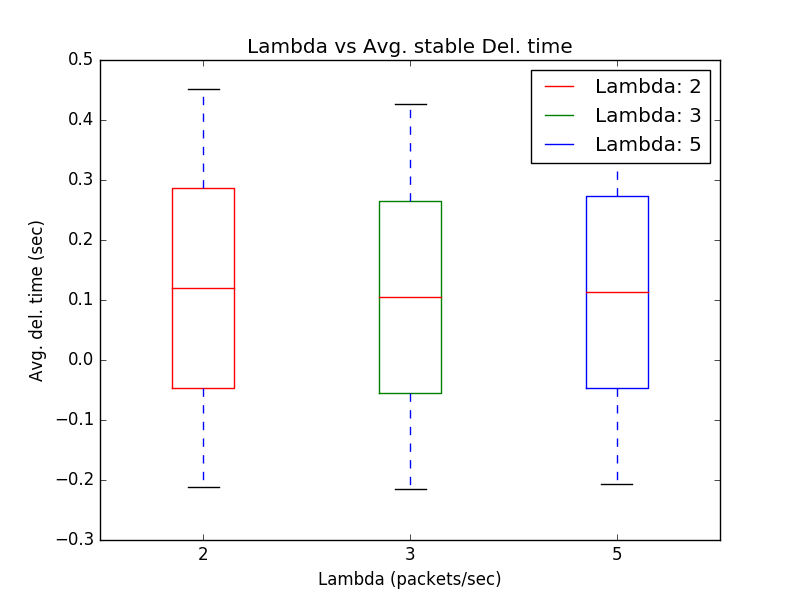 Lambda vs Avg. stable Del. time
Lambda: 2
Lambda: 3
Lambda: 5
0.5
0.4
0.3
0.2
0.1
0.0
−0.1
−0.2
−0.3
Avg. del. time (sec)
2 3 5
Lambda (packets/sec)